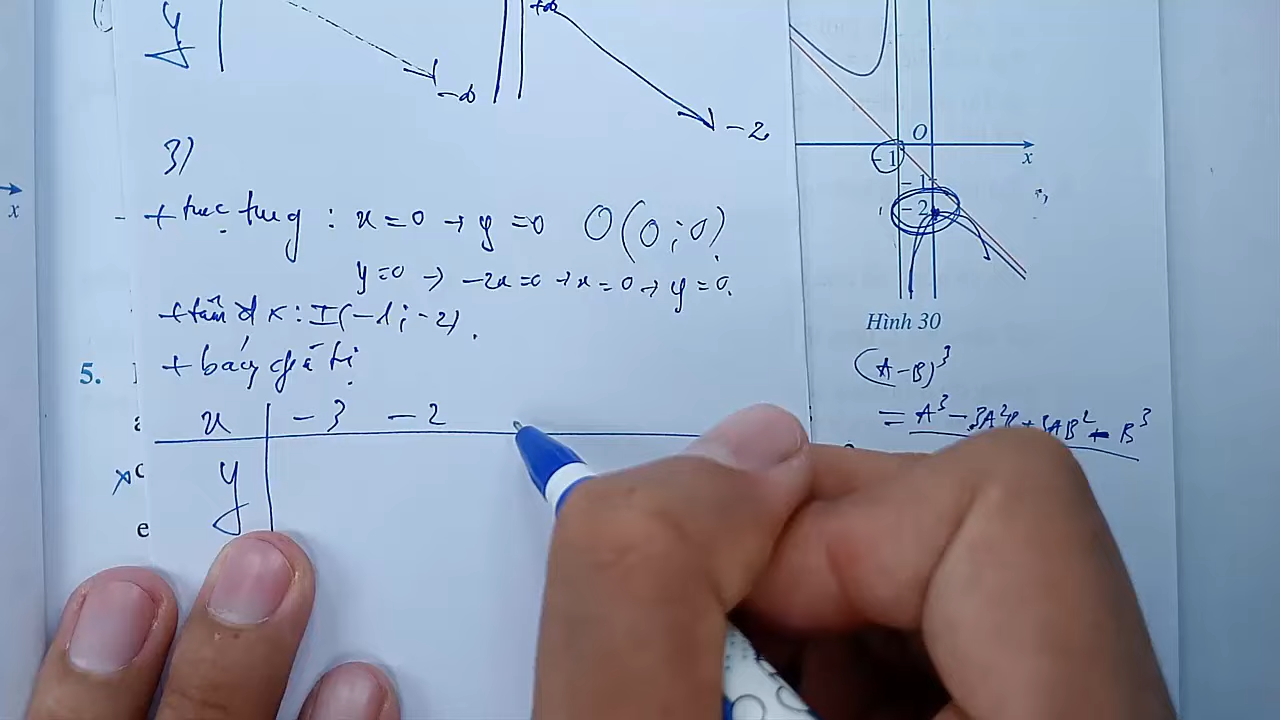 y
-∞
+∞
-2
3)
+ trục tung : x=0 → y=0 O(0;0)
y=0 → -2x=0 → x=0 → y=0.
+ tâm đx : I(-1;-2).
+ bảng giá trị
x -3 -2
y
5.
e
O
-1
x
-1
-2
Hình 30
(A-B)³
= A³ - 3A²B + 3AB² - B³
x